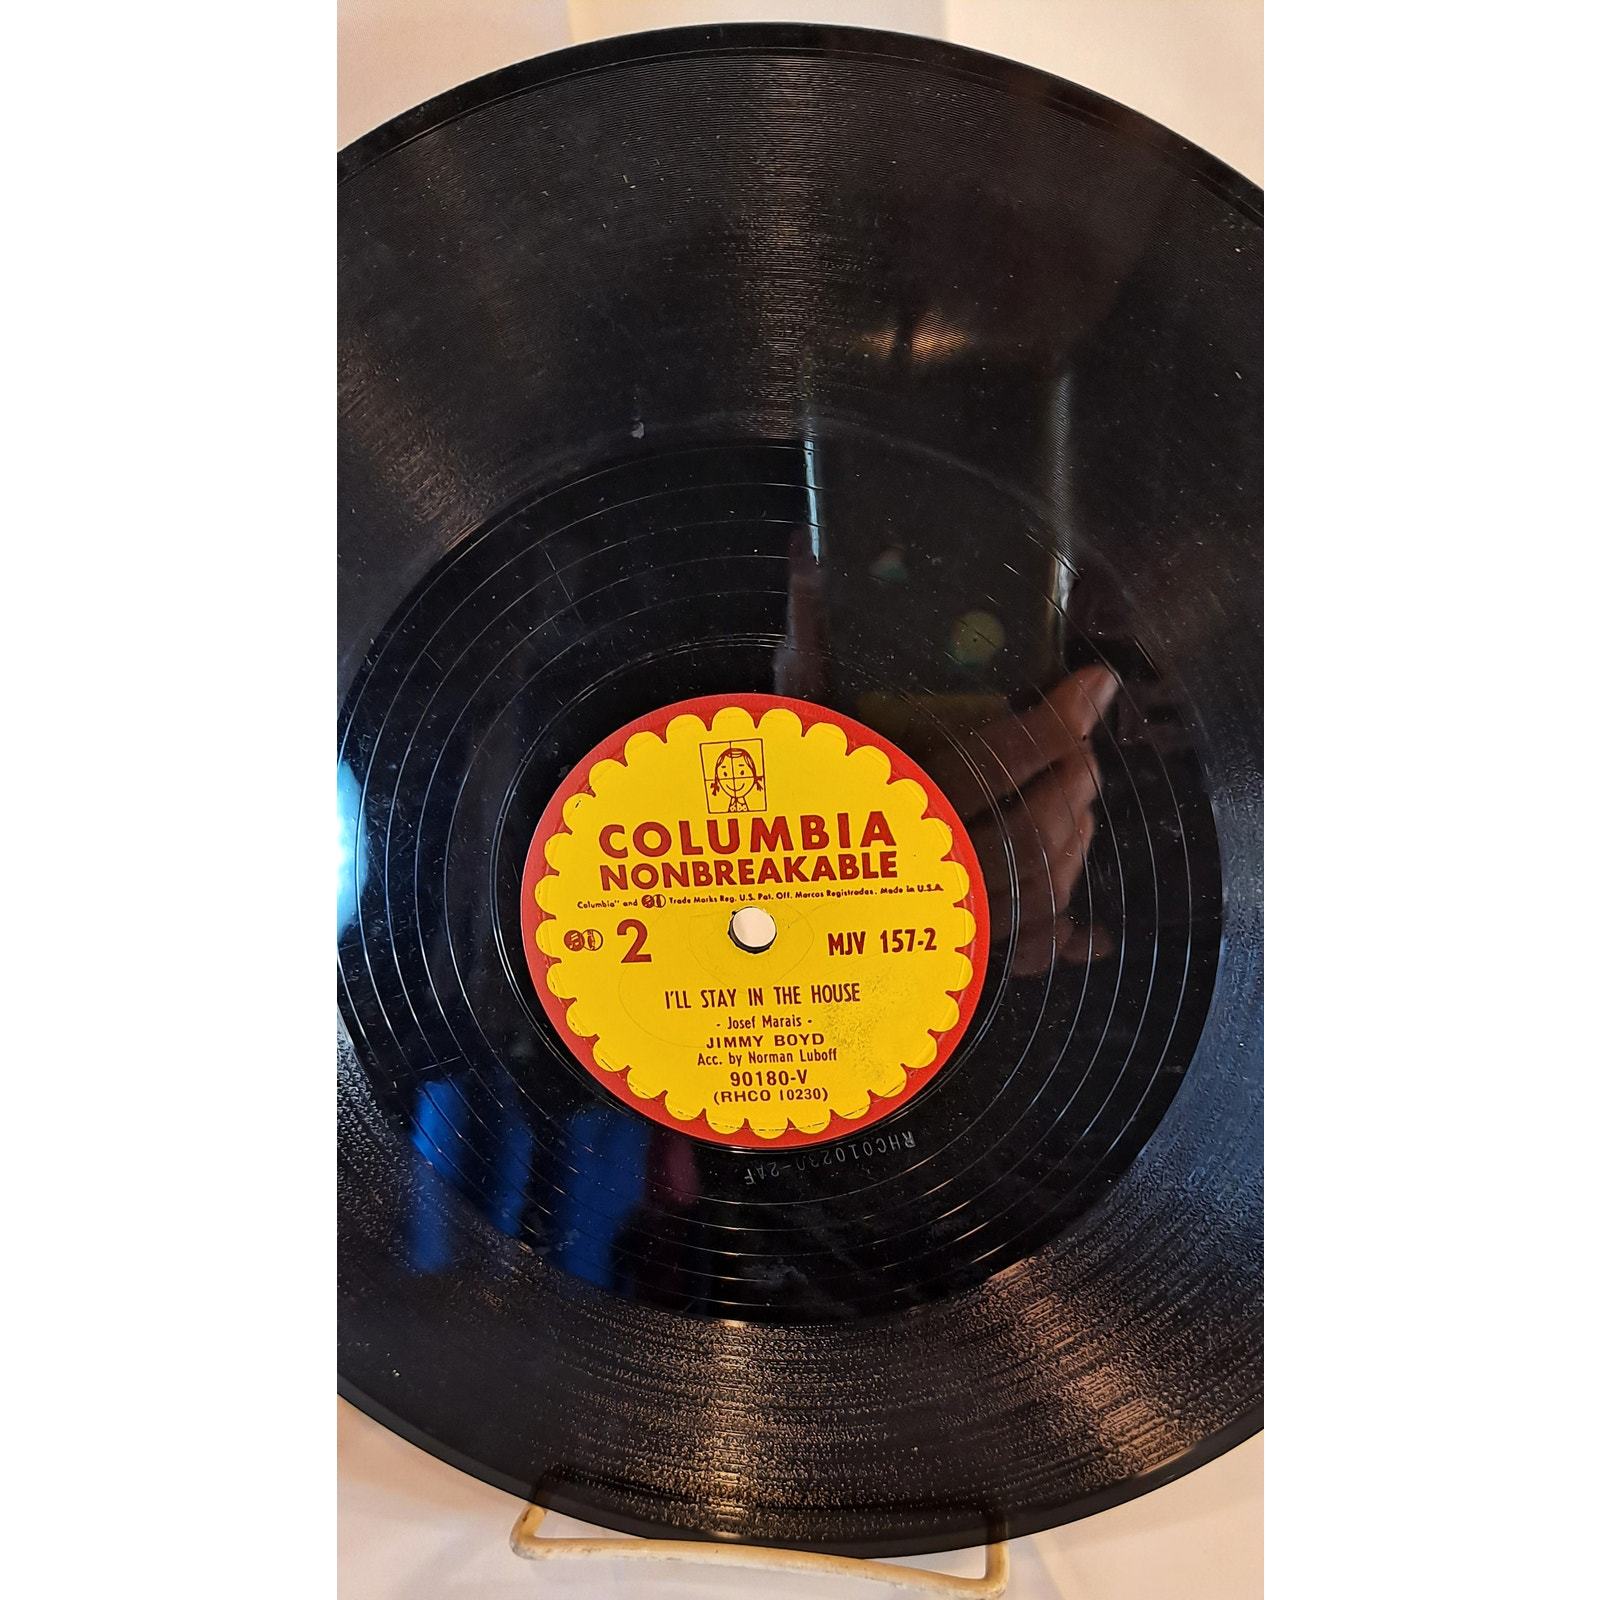 COLUMBIA
NONBREAKABLE
Columbia" and Trade Marks Reg. U.S. Pat. Off. Marcas Registradas. Made in U.S.A.
2
MJV 157-2
I'LL STAY IN THE HOUSE
- Josef Marais -
JIMMY BOYD
Acc. by Norman Luboff
90180-V
(RHCO 10230)
RHCO10230-2AF